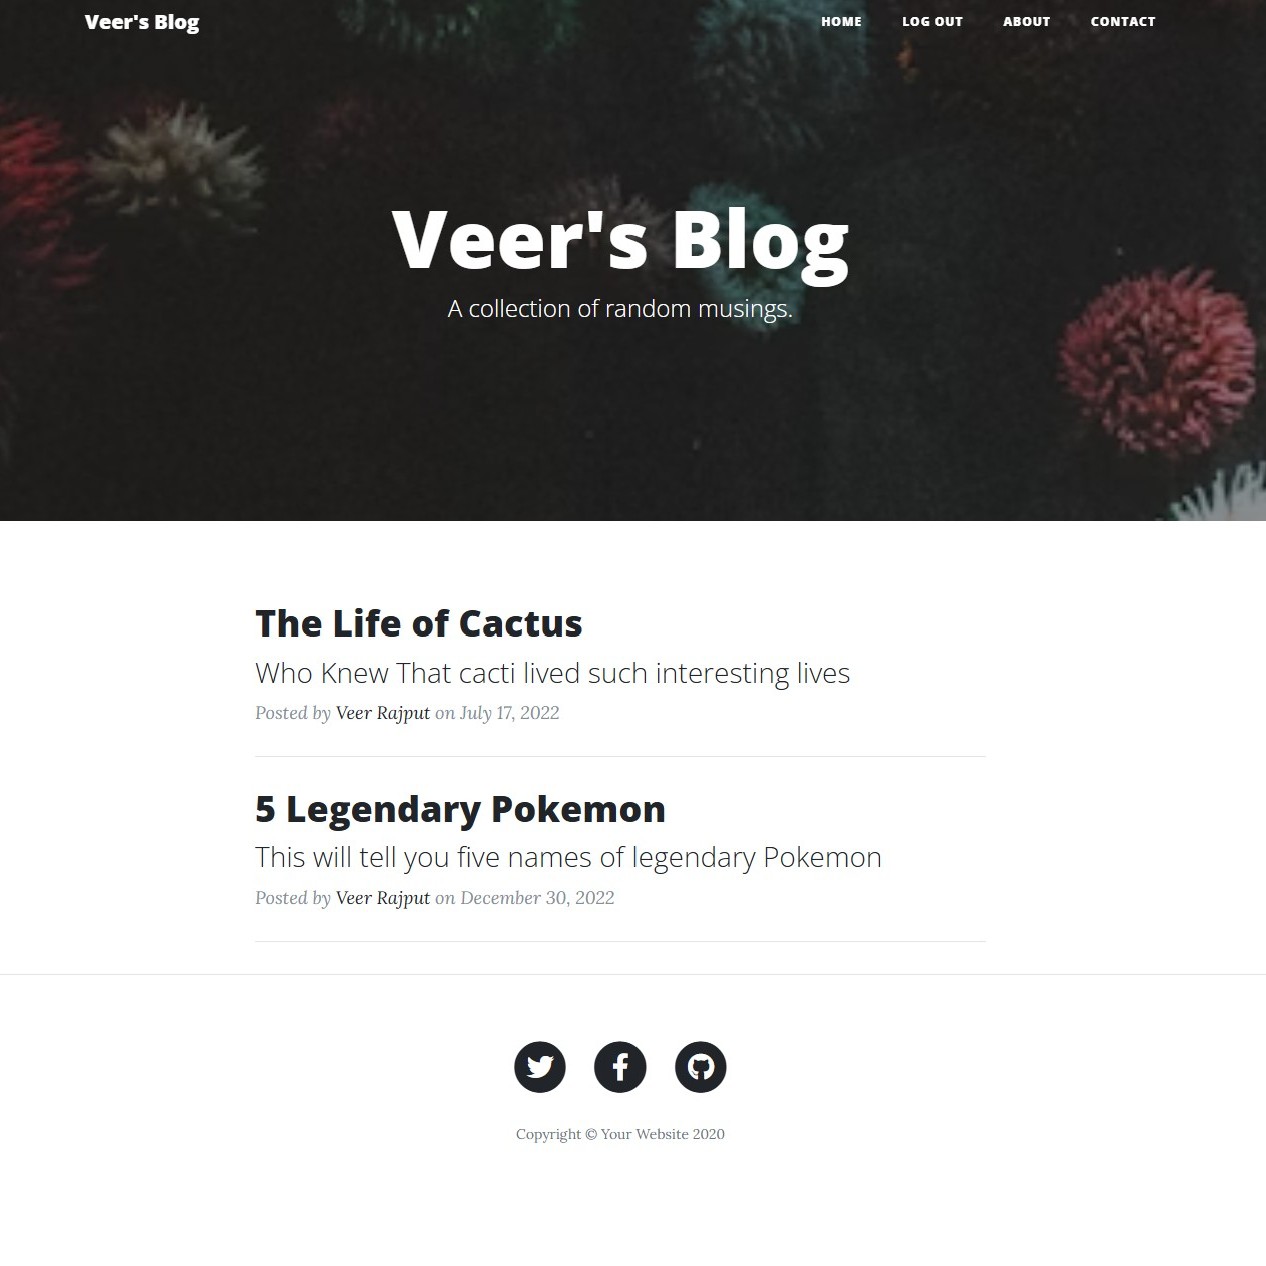 Veer's Blog
HOME LOG OUT ABOUT CONTACT
Veer's Blog
A collection of random musings.
The Life of Cactus
Who Knew That cacti lived such interesting lives
Posted by Veer Rajput on July 17, 2022
5 Legendary Pokemon
This will tell you five names of legendary Pokemon
Posted by Veer Rajput on December 30, 2022
Copyright © Your Website 2020